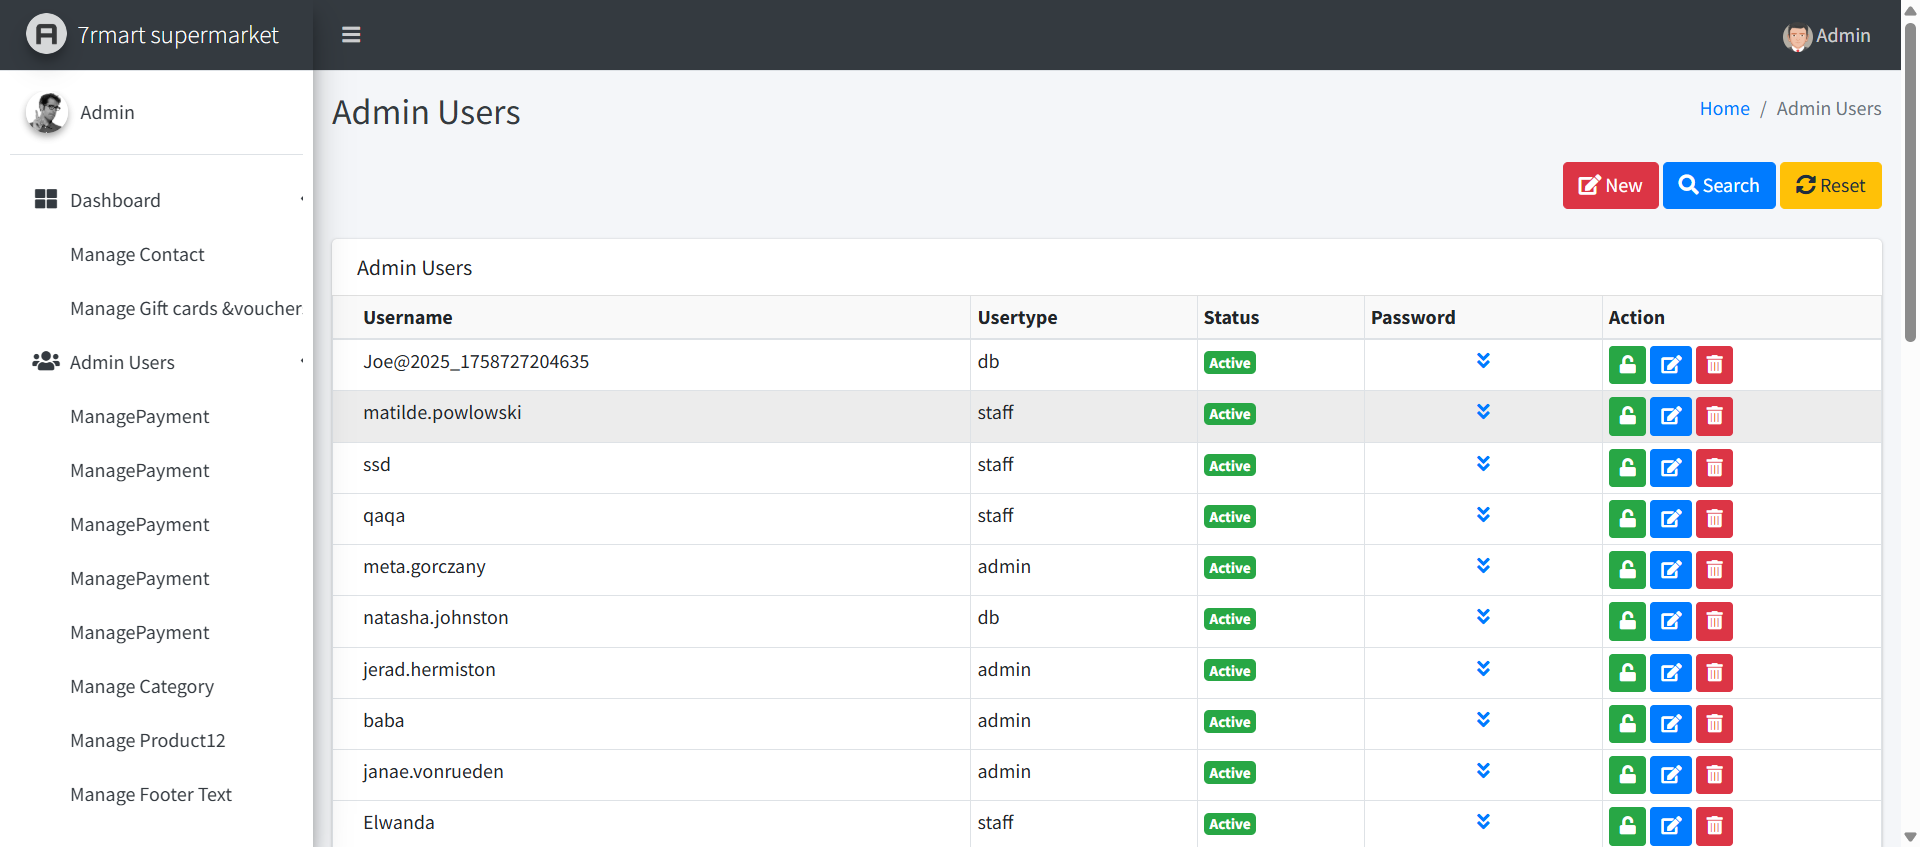 7rmart supermarket
Admin
Admin
Dashboard
Manage Contact
Manage Gift cards &voucher
Admin Users
ManagePayment
ManagePayment
ManagePayment
ManagePayment
ManagePayment
Manage Category
Manage Product12
Manage Footer Text
Admin Users
Home / Admin Users
New Search Reset
Admin Users
Username Usertype Status Password Action
Joe@2025_1758727204635 db Active
matilde.powlowski staff Active
ssd staff Active
qaqa staff Active
meta.gorczany admin Active
natasha.johnston db Active
jerad.hermiston admin Active
baba admin Active
janae.vonrueden admin Active
Elwanda staff Active